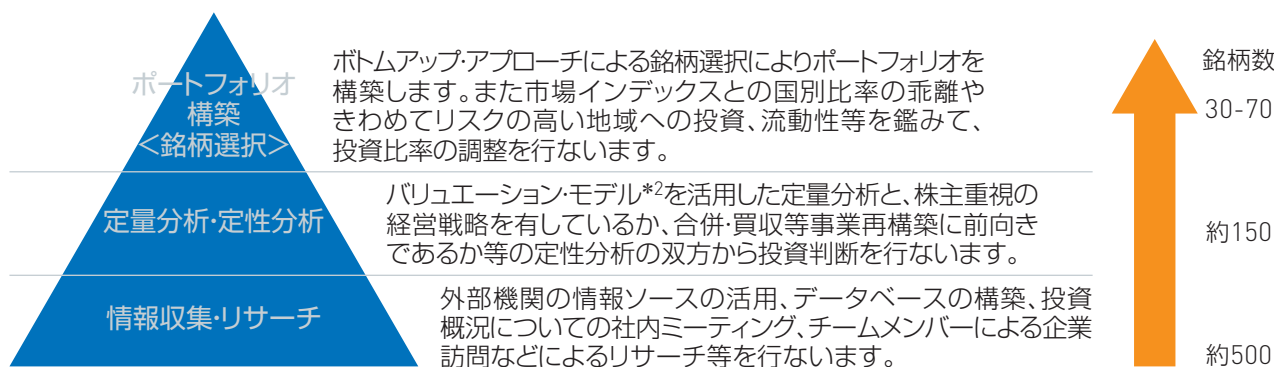 ポートフォリオ
構築
＜銘柄選択＞
ボトムアップ・アプローチによる銘柄選択によりポートフォリオを
構築します。また市場インデックスとの国別比率の乖離や
きわめてリスクの高い地域への投資、流動性等を鑑みて、
投資比率の調整を行ないます。
銘柄数
30-70
定量分析・定性分析
バリュエーション・モデル*2を活用した定量分析と、株主重視の
経営戦略を有しているか、合併・買収等事業再構築に前向き
であるか等の定性分析の双方から投資判断を行ないます。
約150
情報収集・リサーチ
外部機関の情報ソースの活用、データベースの構築、投資
概況についての社内ミーティング、チームメンバーによる企業
訪問などによるリサーチ等を行ないます。
約500